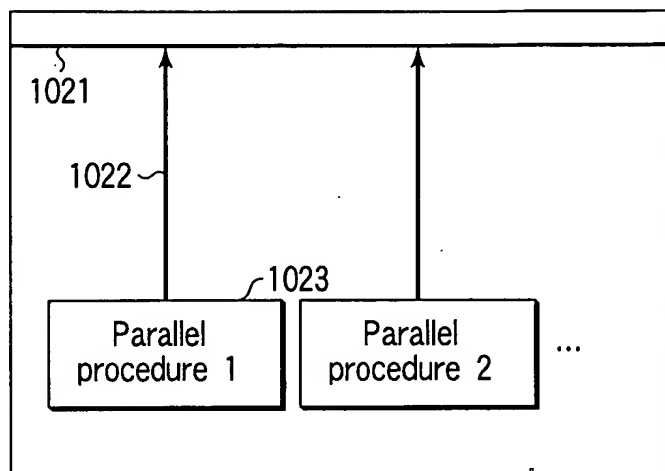 1021
1022
1023
Parallel
procedure 1
Parallel
procedure 2
...